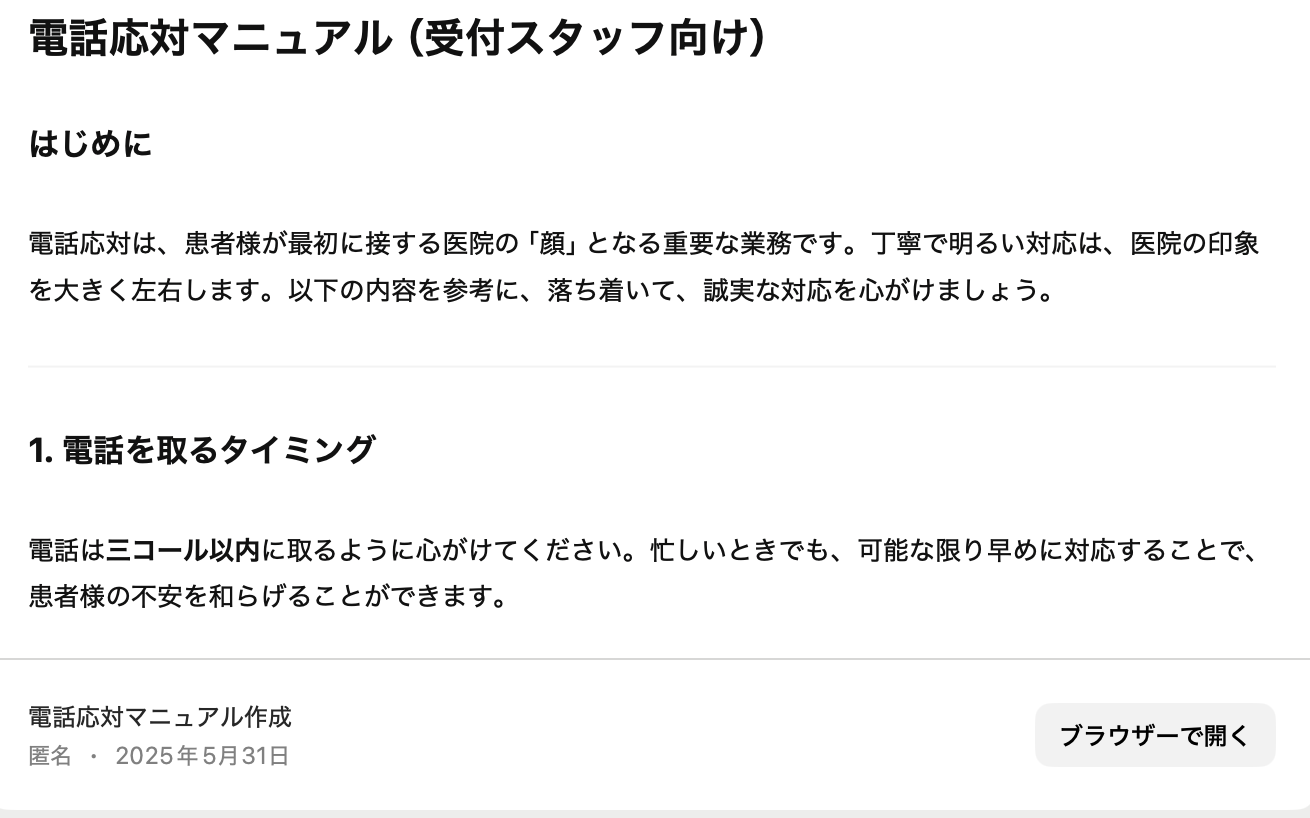 電話応対マニュアル（受付スタッフ向け）
はじめに
電話応対は、患者様が最初に接する医院の「顔」となる重要な業務です。丁寧で明るい対応は、医院の印象
を大きく左右します。以下の内容を参考に、落ち着いて、誠実な対応を心がけましょう。
1. 電話を取るタイミング
電話は三コール以内に取るように心がけてください。忙しいときでも、可能な限り早めに対応することで、
患者様の不安を和らげることができます。
電話応対マニュアル作成
匿名 ・ 2025年5月31日
ブラウザーで開く